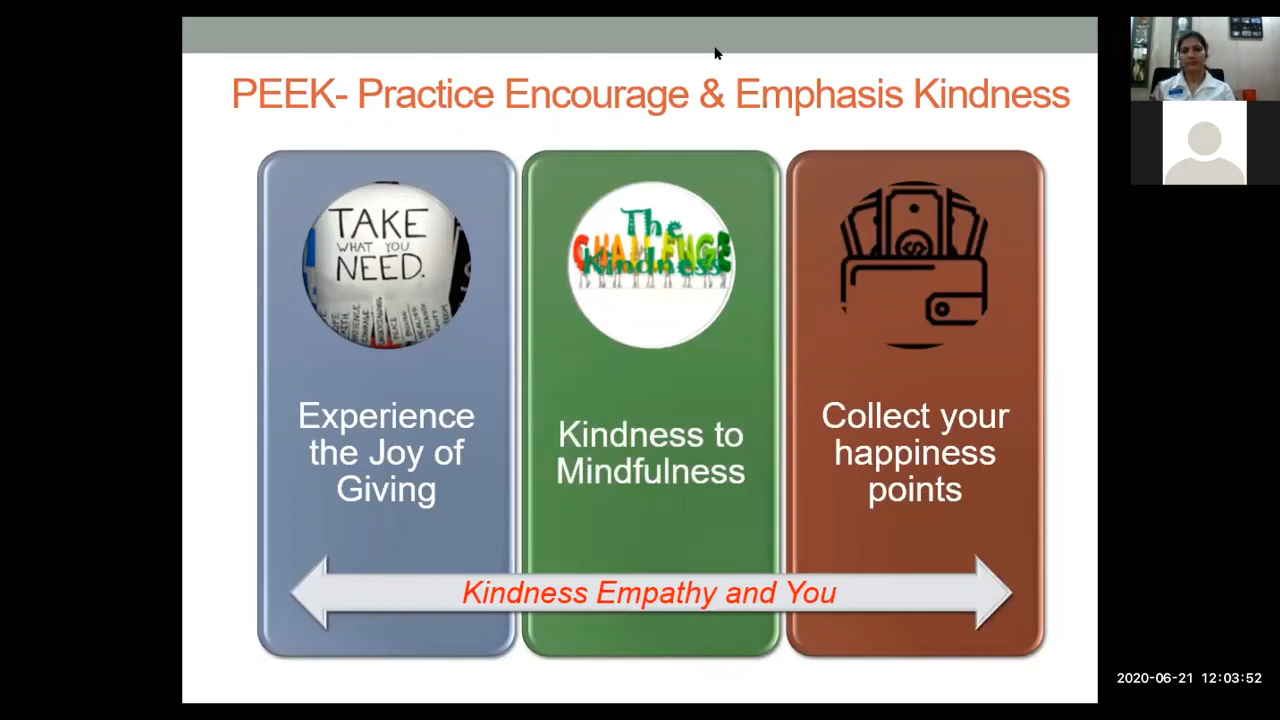 PEEK- Practice Encourage & Emphasis Kindness
TAKE
WHAT YOU
NEED.
The
CHALLENGE
Kindness
Experience
the Joy of
Giving
Kindness to
Mindfulness
Collect your
happiness
points
Kindness Empathy and You
2020-06-21 12:03:52